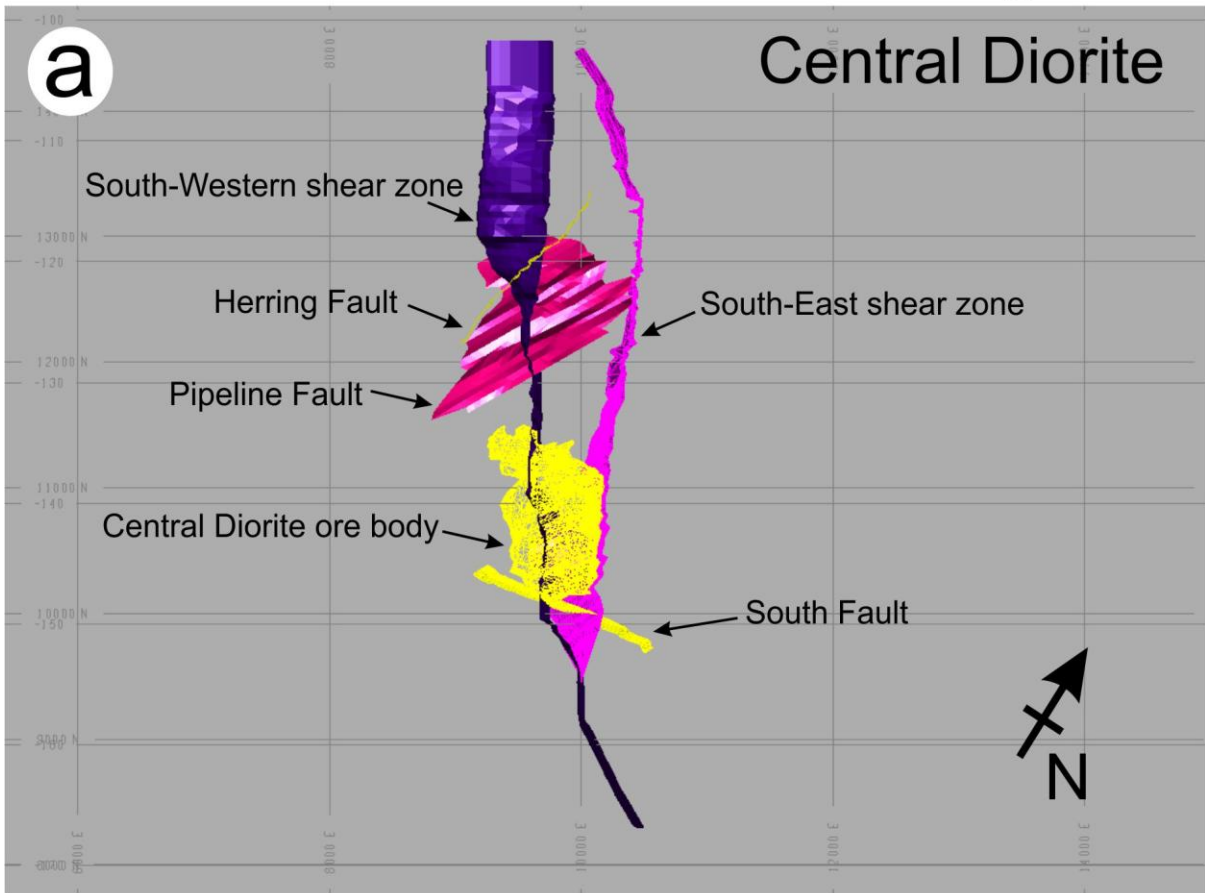 -100
8000 E
a
Central Diorite
-110
South-Western shear zone
13000 N
-120
Herring Fault
South-East shear zone
12000 N
-130
Pipeline Fault
11000 N
-140
Central Diorite ore body
10000 N
-150
South Fault
N
8000 E
10000 E
12000 E
14000 E